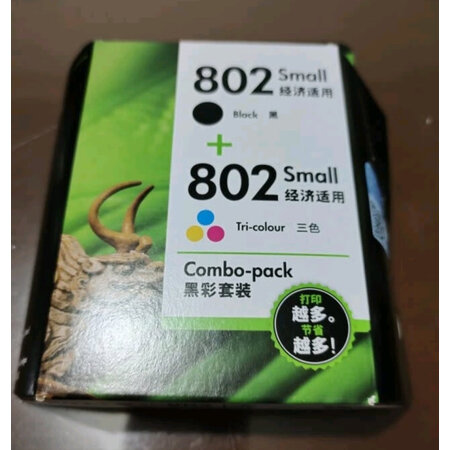 802 Small
经济适用
Black 黑
+
802 Small
经济适用
Tri-colour 三色
Combo-pack
黑彩套装
打印
越多。
节省
越多!